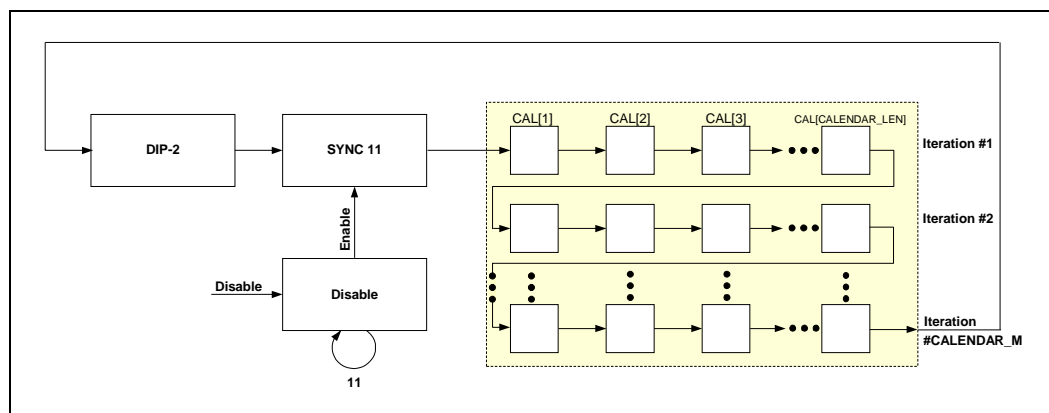 CAL[1] CAL[2] CAL[3] CAL[CALENDAR_LEN]
Iteration #1
DIP-2 SYNC 11
Enable
Iteration #2
Disable
Disable
Iteration
#CALENDAR_M
11